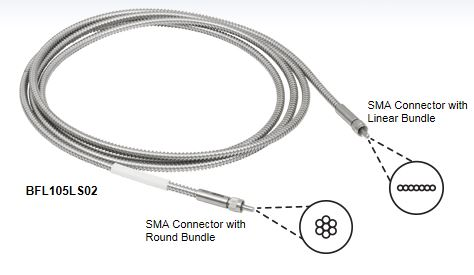 SMA Connector with
Linear Bundle
BFL105LS02
SMA Connector with
Round Bundle